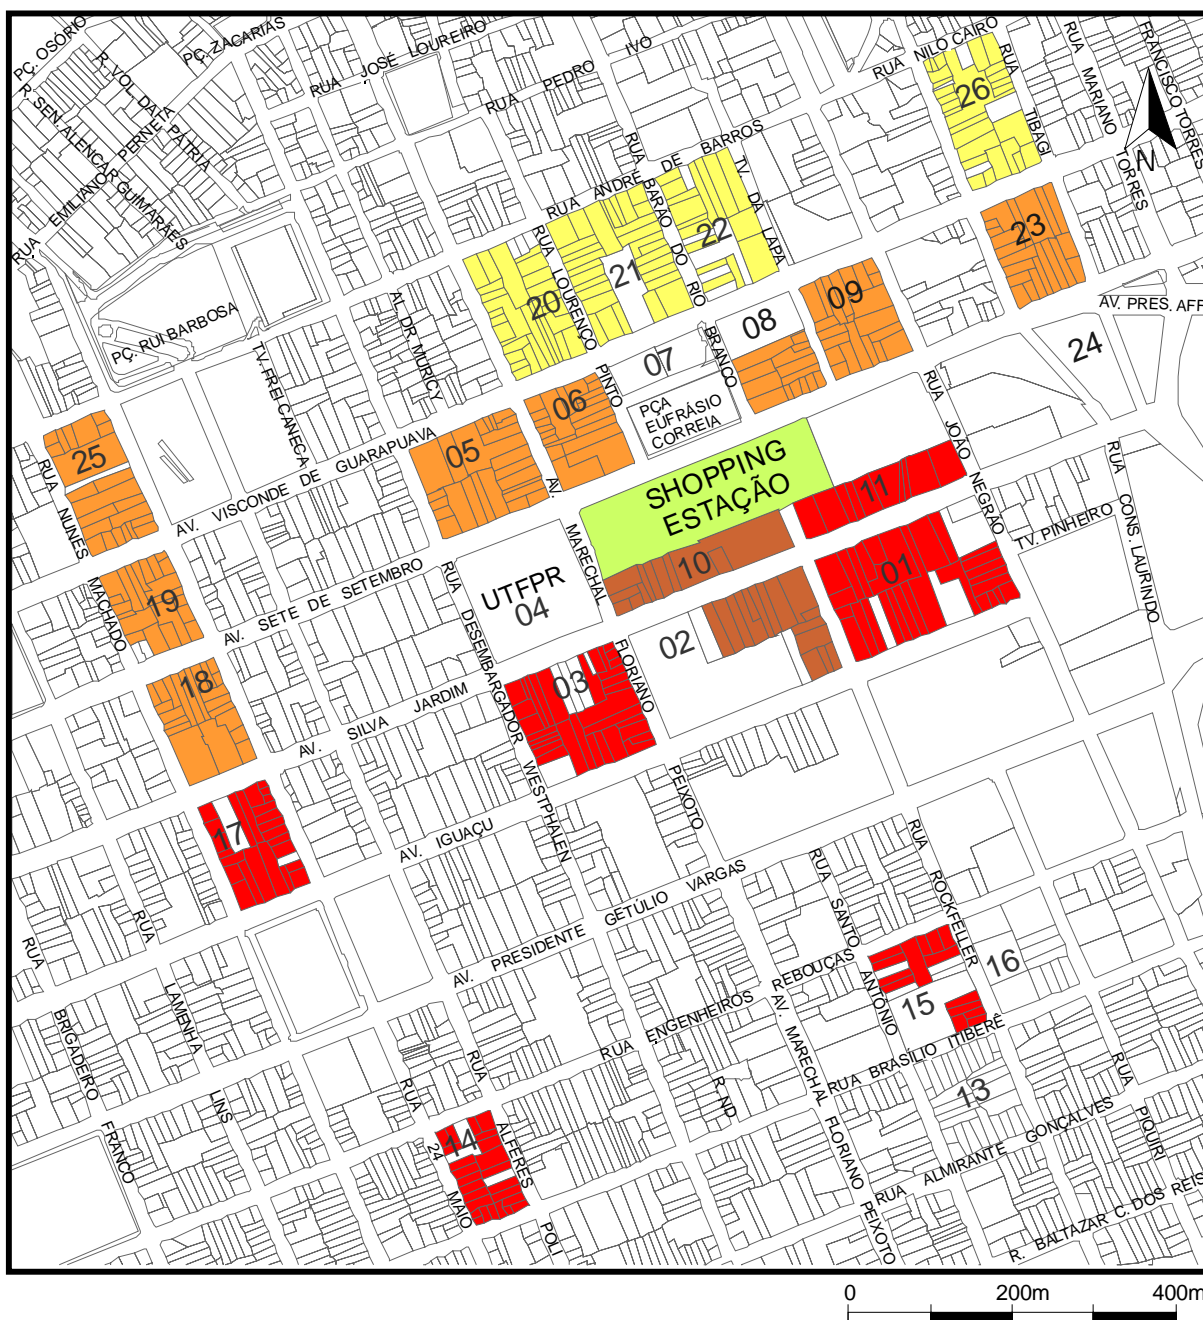 PÇ. OSÓRIO
PÇ. ZACARIAS
R. VOL. DA PATRIA
R. SEN. ALENCAR GUIMARÃES
RUA EMILIANO PERNETA
RUA JOSÉ LOUREIRO
RUA PEDRO IVO
RUA NILO CAIRO
RUA TIBAGI
RUA MARIANO TORRES
FRANCISCO TORRES
26
N
RUA ANDRÉ DE BARROS
RUA BARÃO DO RIO BRANCO
TV. DA LAPA
RUA LOURENÇO PINTO
22
21
20
23
09
08
07
AV. PRES. AFF
24
PÇ. RUI BARBOSA
AL. DR. MURICY
TV. FREI CANECA
PÇA
EUFRÁSIO
CORREIA
06
05
25
RUA NUNES MACHADO
AV. VISCONDE DE GUARAPUAVA
AV. MARECHAL FLORIANO PEIXOTO
SHOPPING
ESTAÇÃO
RUA JOÃO NEGRÃO
RUA CONS. LAURINDO
TV. PINHEIRO
11
10
01
UTFPR
04
02
03
19
AV. SETE DE SETEMBRO
RUA DESEMBARGADOR WESTPHALEN
18
AV. SILVA JARDIM
17
AV. IGUAÇU
AV. PRESIDENTE GETÚLIO VARGAS
RUA SANTO ANTONIO
RUA ROCKFELLER
RUA ENGENHEIROS REBOUÇAS
16
15
AV. MARECHAL FLORIANO PEIXOTO
RUA BRASÍLIO ITIBERÊ
13
RUA ALMIRANTE GONÇALVES
RUA PIQUIRI
R. BALTAZAR C. DOS REIS
RUA BRIGADEIRO FRANCO
RUA LAMENHA LINS
RUA 24 MAIO
RUA ALFERES POLI
14
R. ND
0 200m 400m